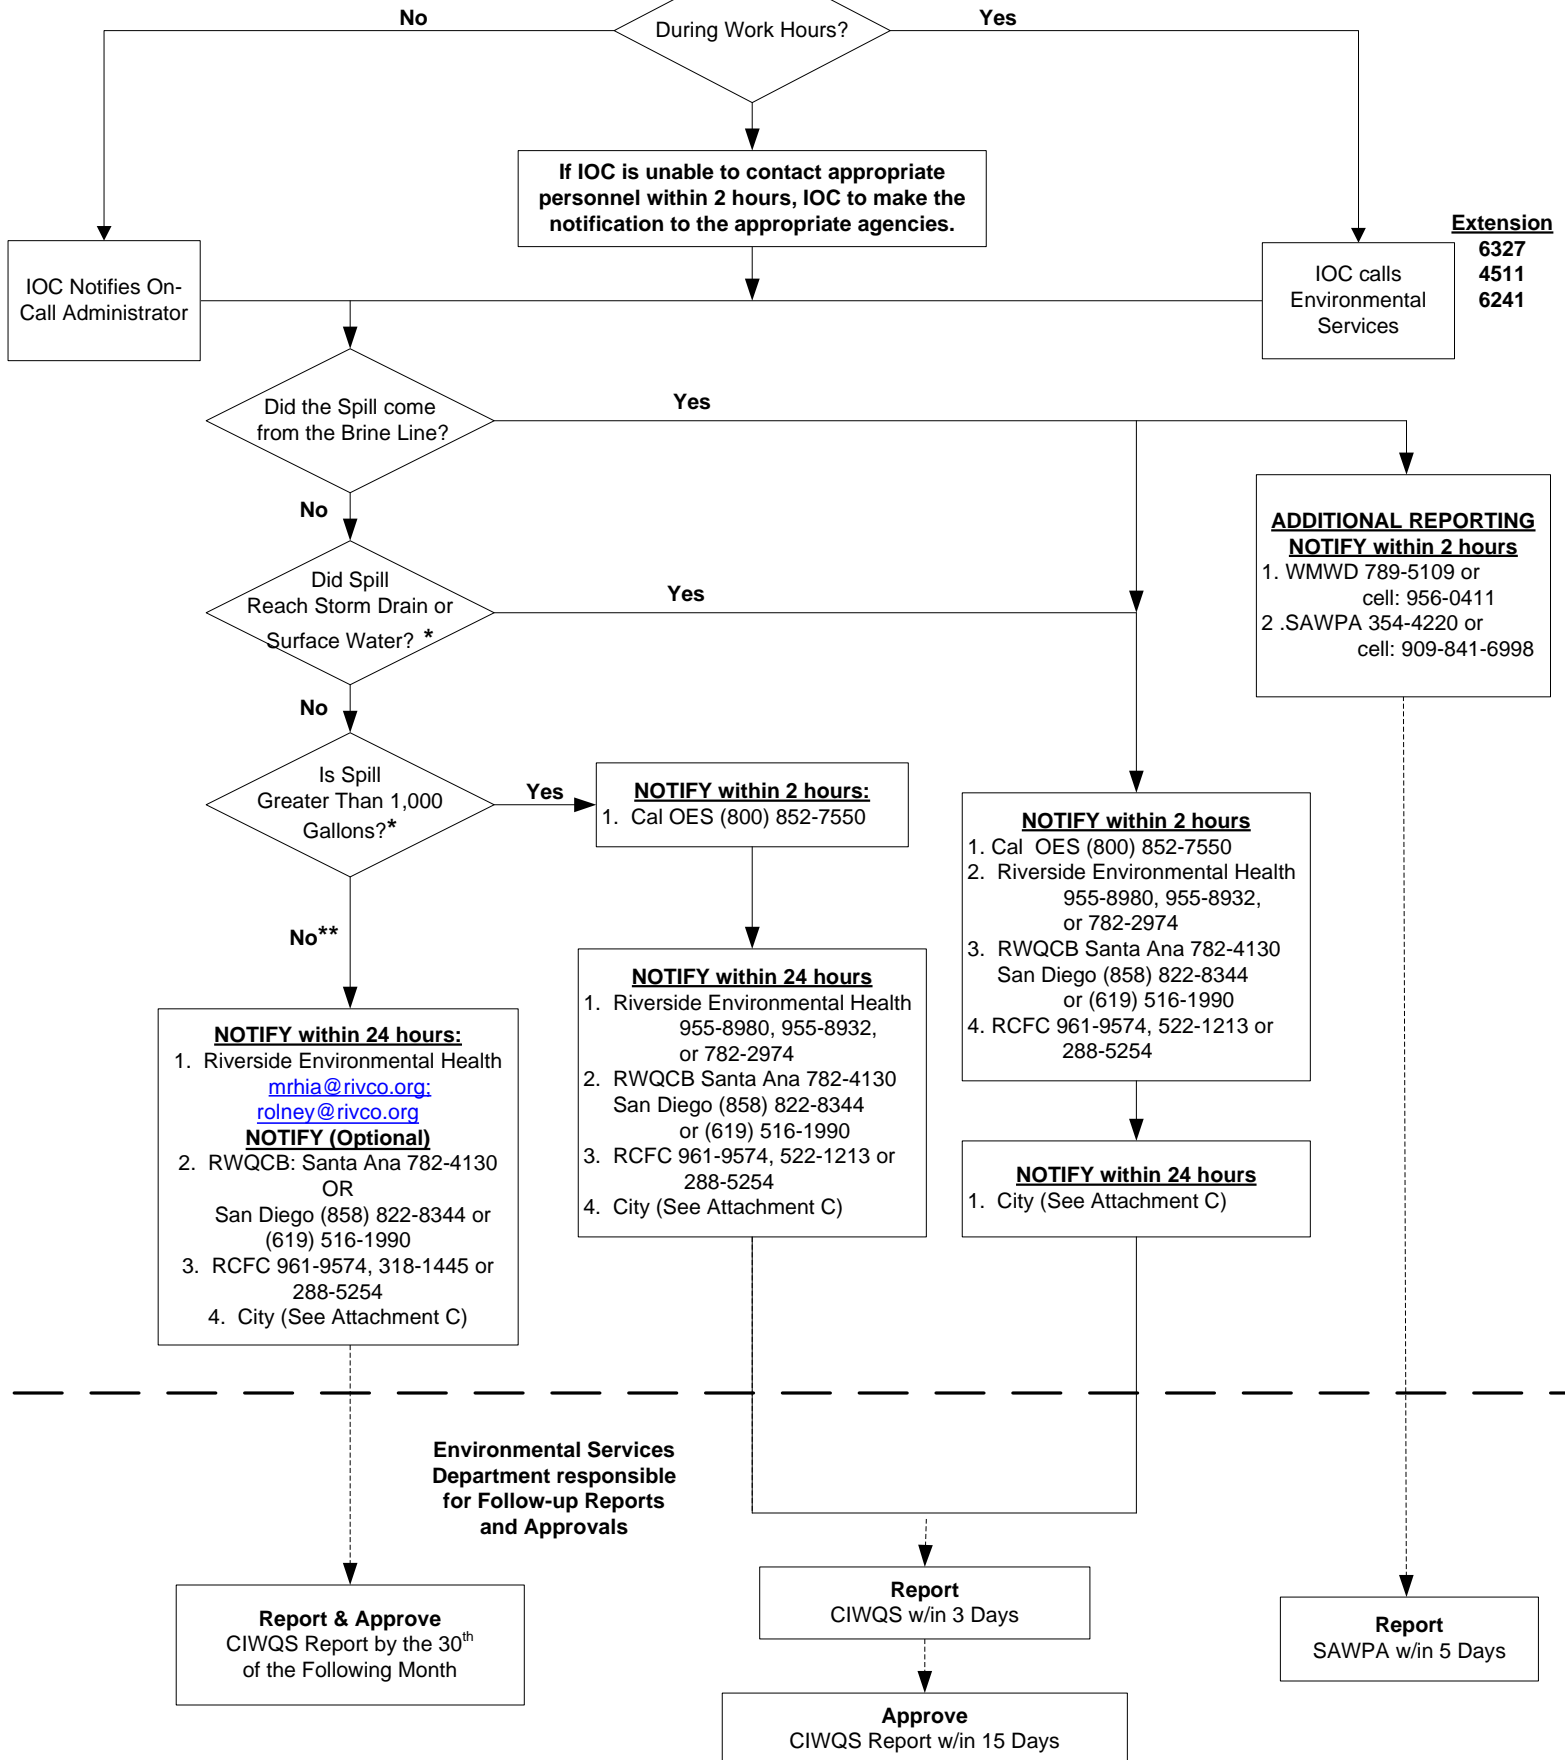 No
During Work Hours?
Yes
If IOC is unable to contact appropriate
personnel within 2 hours, IOC to make the
notification to the appropriate agencies.
IOC Notifies On-
Call Administrator
IOC calls
Environmental
Services
Extension
6327
4511
6241
Did the Spill come
from the Brine Line?
Yes
No
ADDITIONAL REPORTING
NOTIFY within 2 hours
1. WMWD 789-5109 or
cell: 956-0411
2 .SAWPA 354-4220 or
cell: 909-841-6998
Did Spill
Reach Storm Drain or
Surface Water? *
Yes
No
Is Spill
Greater Than 1,000
Gallons?*
Yes
No**
NOTIFY within 2 hours:
1. Cal OES (800) 852-7550
NOTIFY within 2 hours
1. Cal OES (800) 852-7550
2. Riverside Environmental Health
955-8980, 955-8932,
or 782-2974
3. RWQCB Santa Ana 782-4130
San Diego (858) 822-8344
or (619) 516-1990
4. RCFC 961-9574, 522-1213 or
288-5254
NOTIFY within 24 hours:
1. Riverside Environmental Health
mrhia@rivco.org;
rolney@rivco.org
NOTIFY (Optional)
2. RWQCB: Santa Ana 782-4130
OR
San Diego (858) 822-8344 or
(619) 516-1990
3. RCFC 961-9574, 318-1445 or
288-5254
4. City (See Attachment C)
NOTIFY within 24 hours
1. Riverside Environmental Health
955-8980, 955-8932,
or 782-2974
2. RWQCB Santa Ana 782-4130
San Diego (858) 822-8344
or (619) 516-1990
3. RCFC 961-9574, 522-1213 or
288-5254
4. City (See Attachment C)
NOTIFY within 24 hours
1. City (See Attachment C)
Environmental Services
Department responsible
for Follow-up Reports
and Approvals
Report & Approve
CIWQS Report by the 30th
of the Following Month
Report
CIWQS w/in 3 Days
Approve
CIWQS Report w/in 15 Days
Report
SAWPA w/in 5 Days